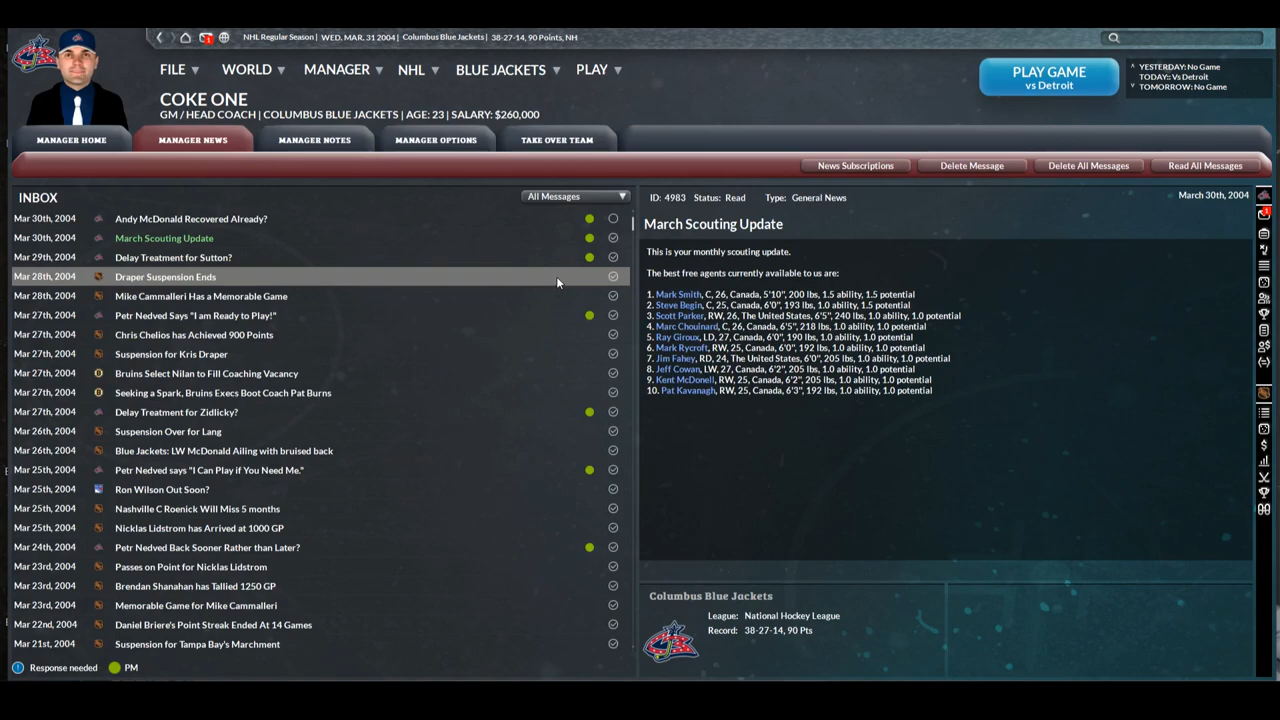 NHL Regular Season | WED. MAR. 31 2004 | Columbus Blue Jackets | 38-27-14, 90 Points, NH
FILE WORLD MANAGER NHL BLUE JACKETS PLAY
PLAY GAME
vs Detroit
YESTERDAY: No Game
TODAY:: Vs Detroit
TOMORROW: No Game
COKE ONE
GM / HEAD COACH | COLUMBUS BLUE JACKETS | AGE: 23 | SALARY: $260,000
MANAGER HOME MANAGER NEWS MANAGER NOTES MANAGER OPTIONS TAKE OVER TEAM
News Subscriptions Delete Message Delete All Messages Read All Messages
INBOX All Messages
Mar 30th, 2004 Andy McDonald Recovered Already?
Mar 30th, 2004 March Scouting Update
Mar 29th, 2004 Delay Treatment for Sutton?
Mar 28th, 2004 Draper Suspension Ends
Mar 28th, 2004 Mike Cammalleri Has a Memorable Game
Mar 27th, 2004 Petr Nedved Says "I am Ready to Play!"
Mar 27th, 2004 Chris Chelios has Achieved 900 Points
Mar 27th, 2004 Suspension for Kris Draper
Mar 27th, 2004 Bruins Select Nilan to Fill Coaching Vacancy
Mar 27th, 2004 Seeking a Spark, Bruins Execs Boot Coach Pat Burns
Mar 27th, 2004 Delay Treatment for Zidlicky?
Mar 26th, 2004 Suspension Over for Lang
Mar 26th, 2004 Blue Jackets: LW McDonald Ailing with bruised back
Mar 25th, 2004 Petr Nedved says "I Can Play if You Need Me."
Mar 25th, 2004 Ron Wilson Out Soon?
Mar 25th, 2004 Nashville C Roenick Will Miss 5 months
Mar 25th, 2004 Nicklas Lidstrom has Arrived at 1000 GP
Mar 24th, 2004 Petr Nedved Back Sooner Rather than Later?
Mar 23rd, 2004 Passes on Point for Nicklas Lidstrom
Mar 23rd, 2004 Brendan Shanahan has Tallied 1250 GP
Mar 23rd, 2004 Memorable Game for Mike Cammalleri
Mar 22nd, 2004 Daniel Briere's Point Streak Ended At 14 Games
Mar 21st, 2004 Suspension for Tampa Bay's Marchment
Response needed PM
ID: 4983 Status: Read Type: General News March 30th, 2004
March Scouting Update
This is your monthly scouting update.
The best free agents currently available to us are:
1. Mark Smith, C, 26, Canada, 5'10", 200 lbs, 1.5 ability, 1.5 potential
2. Steve Begin, C, 25, Canada, 6'0", 193 lbs, 1.0 ability, 1.5 potential
3. Scott Parker, RW, 26, The United States, 6'5", 240 lbs, 1.0 ability, 1.0 potential
4. Marc Chouinard, C, 26, Canada, 6'5", 218 lbs, 1.0 ability, 1.0 potential
5. Ray Giroux, LD, 27, Canada, 6'0", 190 lbs, 1.0 ability, 1.0 potential
6. Mark Rycroft, RW, 25, Canada, 6'0", 192 lbs, 1.0 ability, 1.0 potential
7. Jim Fahey, RD, 24, The United States, 6'0", 205 lbs, 1.0 ability, 1.0 potential
8. Jeff Cowan, LW, 27, Canada, 6'2", 205 lbs, 1.0 ability, 1.0 potential
9. Kent McDonell, RW, 25, Canada, 6'2", 205 lbs, 1.0 ability, 1.0 potential
10. Pat Kavanagh, RW, 25, Canada, 6'3", 192 lbs, 1.0 ability, 1.0 potential
Columbus Blue Jackets
League: National Hockey League
Record: 38-27-14, 90 Pts